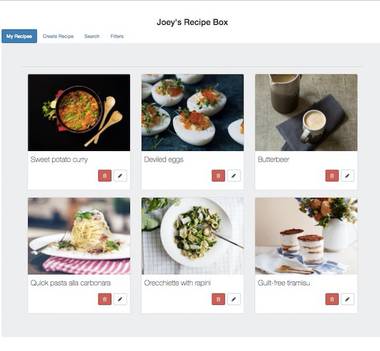 Joey's Recipe Box
My Recipes Create Recipe Search Filters
Sweet potato curry
Deviled eggs
Butterbeer
Quick pasta alla carbonara
Orecchiette with rapini
Guilt-free tiramisu